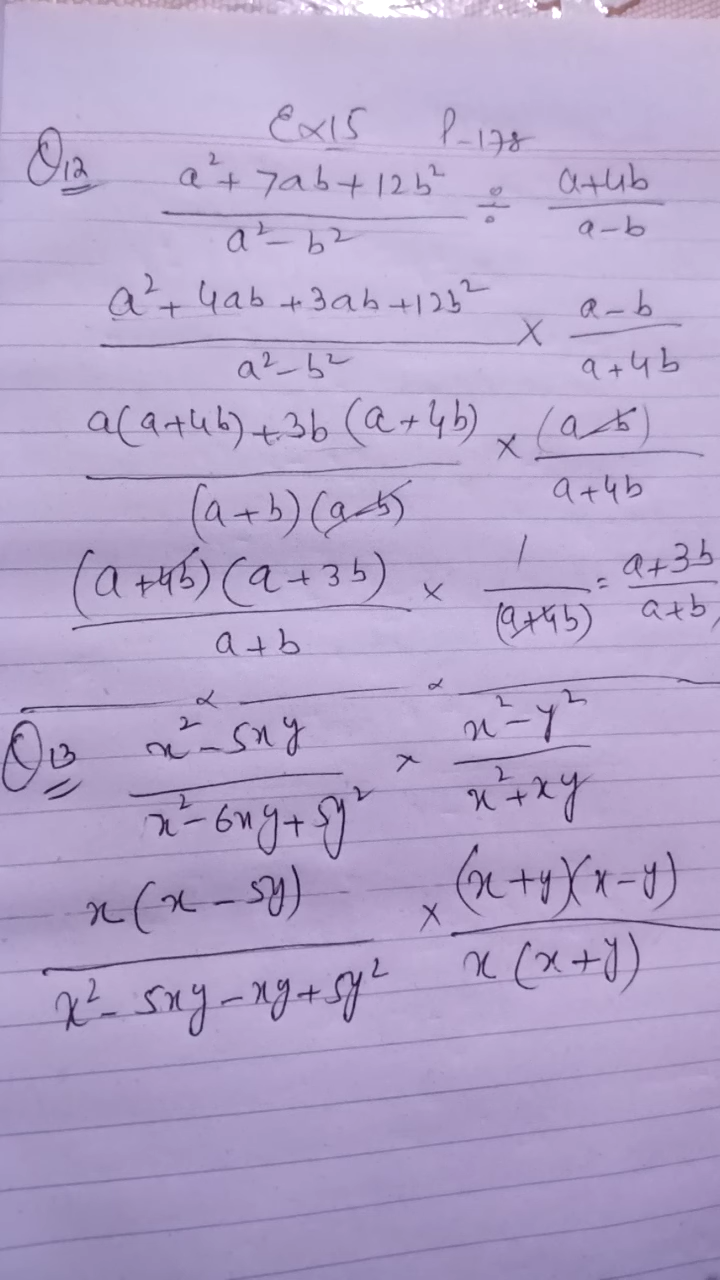 Ex15 P-178
Q12 a²+7ab+12b² / a²-b² ÷ a+4b / a-b
a²+4ab+3ab+12b² / a²-b² × a-b / a+4b
a(a+4b)+3b(a+4b) / (a+b)(a-b) × (a-b) / a+4b
(a+4b)(a+3b) / a+b × 1 / (a+4b) = a+3b / a+b
Q13 x²-5xy / x²-6xy+5y² × x²-y² / x²+xy
x(x-5y) / x²-5xy-xy+5y² × (x+y)(x-y) / x(x+y)